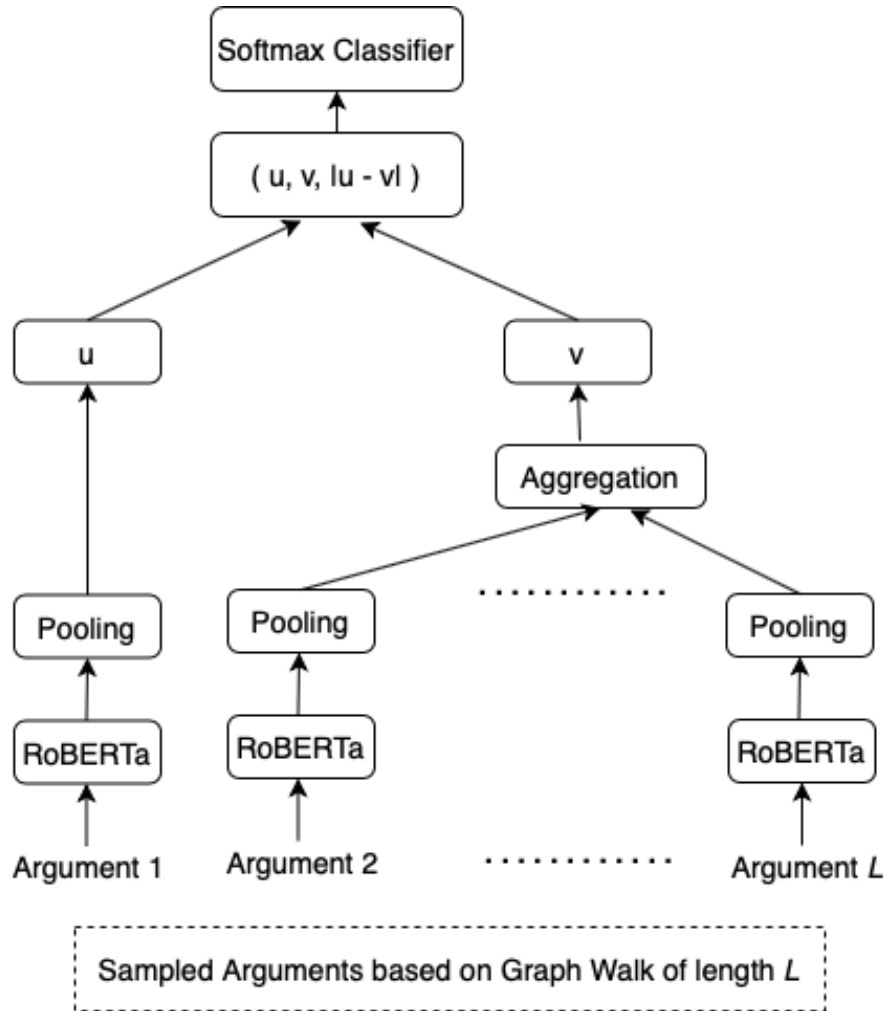 Softmax Classifier
( u, v, |u - v| )
u
v
Aggregation
Pooling
Pooling
Pooling
RoBERTa
RoBERTa
RoBERTa
Argument 1
Argument 2
Argument L
Sampled Arguments based on Graph Walk of length L